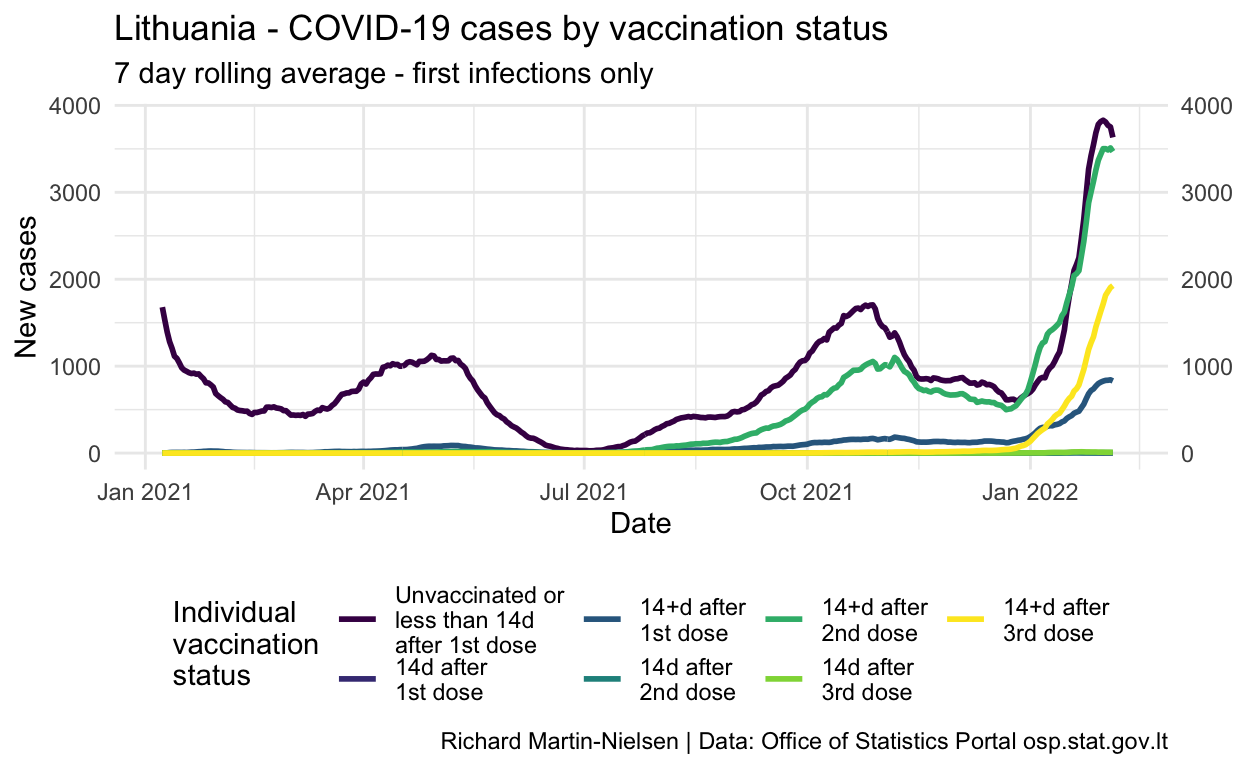 Lithuania - COVID-19 cases by vaccination status
7 day rolling average - first infections only
4000
4000
3000
3000
2000
2000
1000
1000
0
0
New cases
Jan 2021
Apr 2021
Jul 2021
Oct 2021
Jan 2022
Date
Individual
vaccination
status
Unvaccinated or
less than 14d
after 1st dose
14d after
1st dose
14+d after
1st dose
14d after
2nd dose
14+d after
2nd dose
14d after
3rd dose
14+d after
3rd dose
Richard Martin-Nielsen | Data: Office of Statistics Portal osp.stat.gov.lt